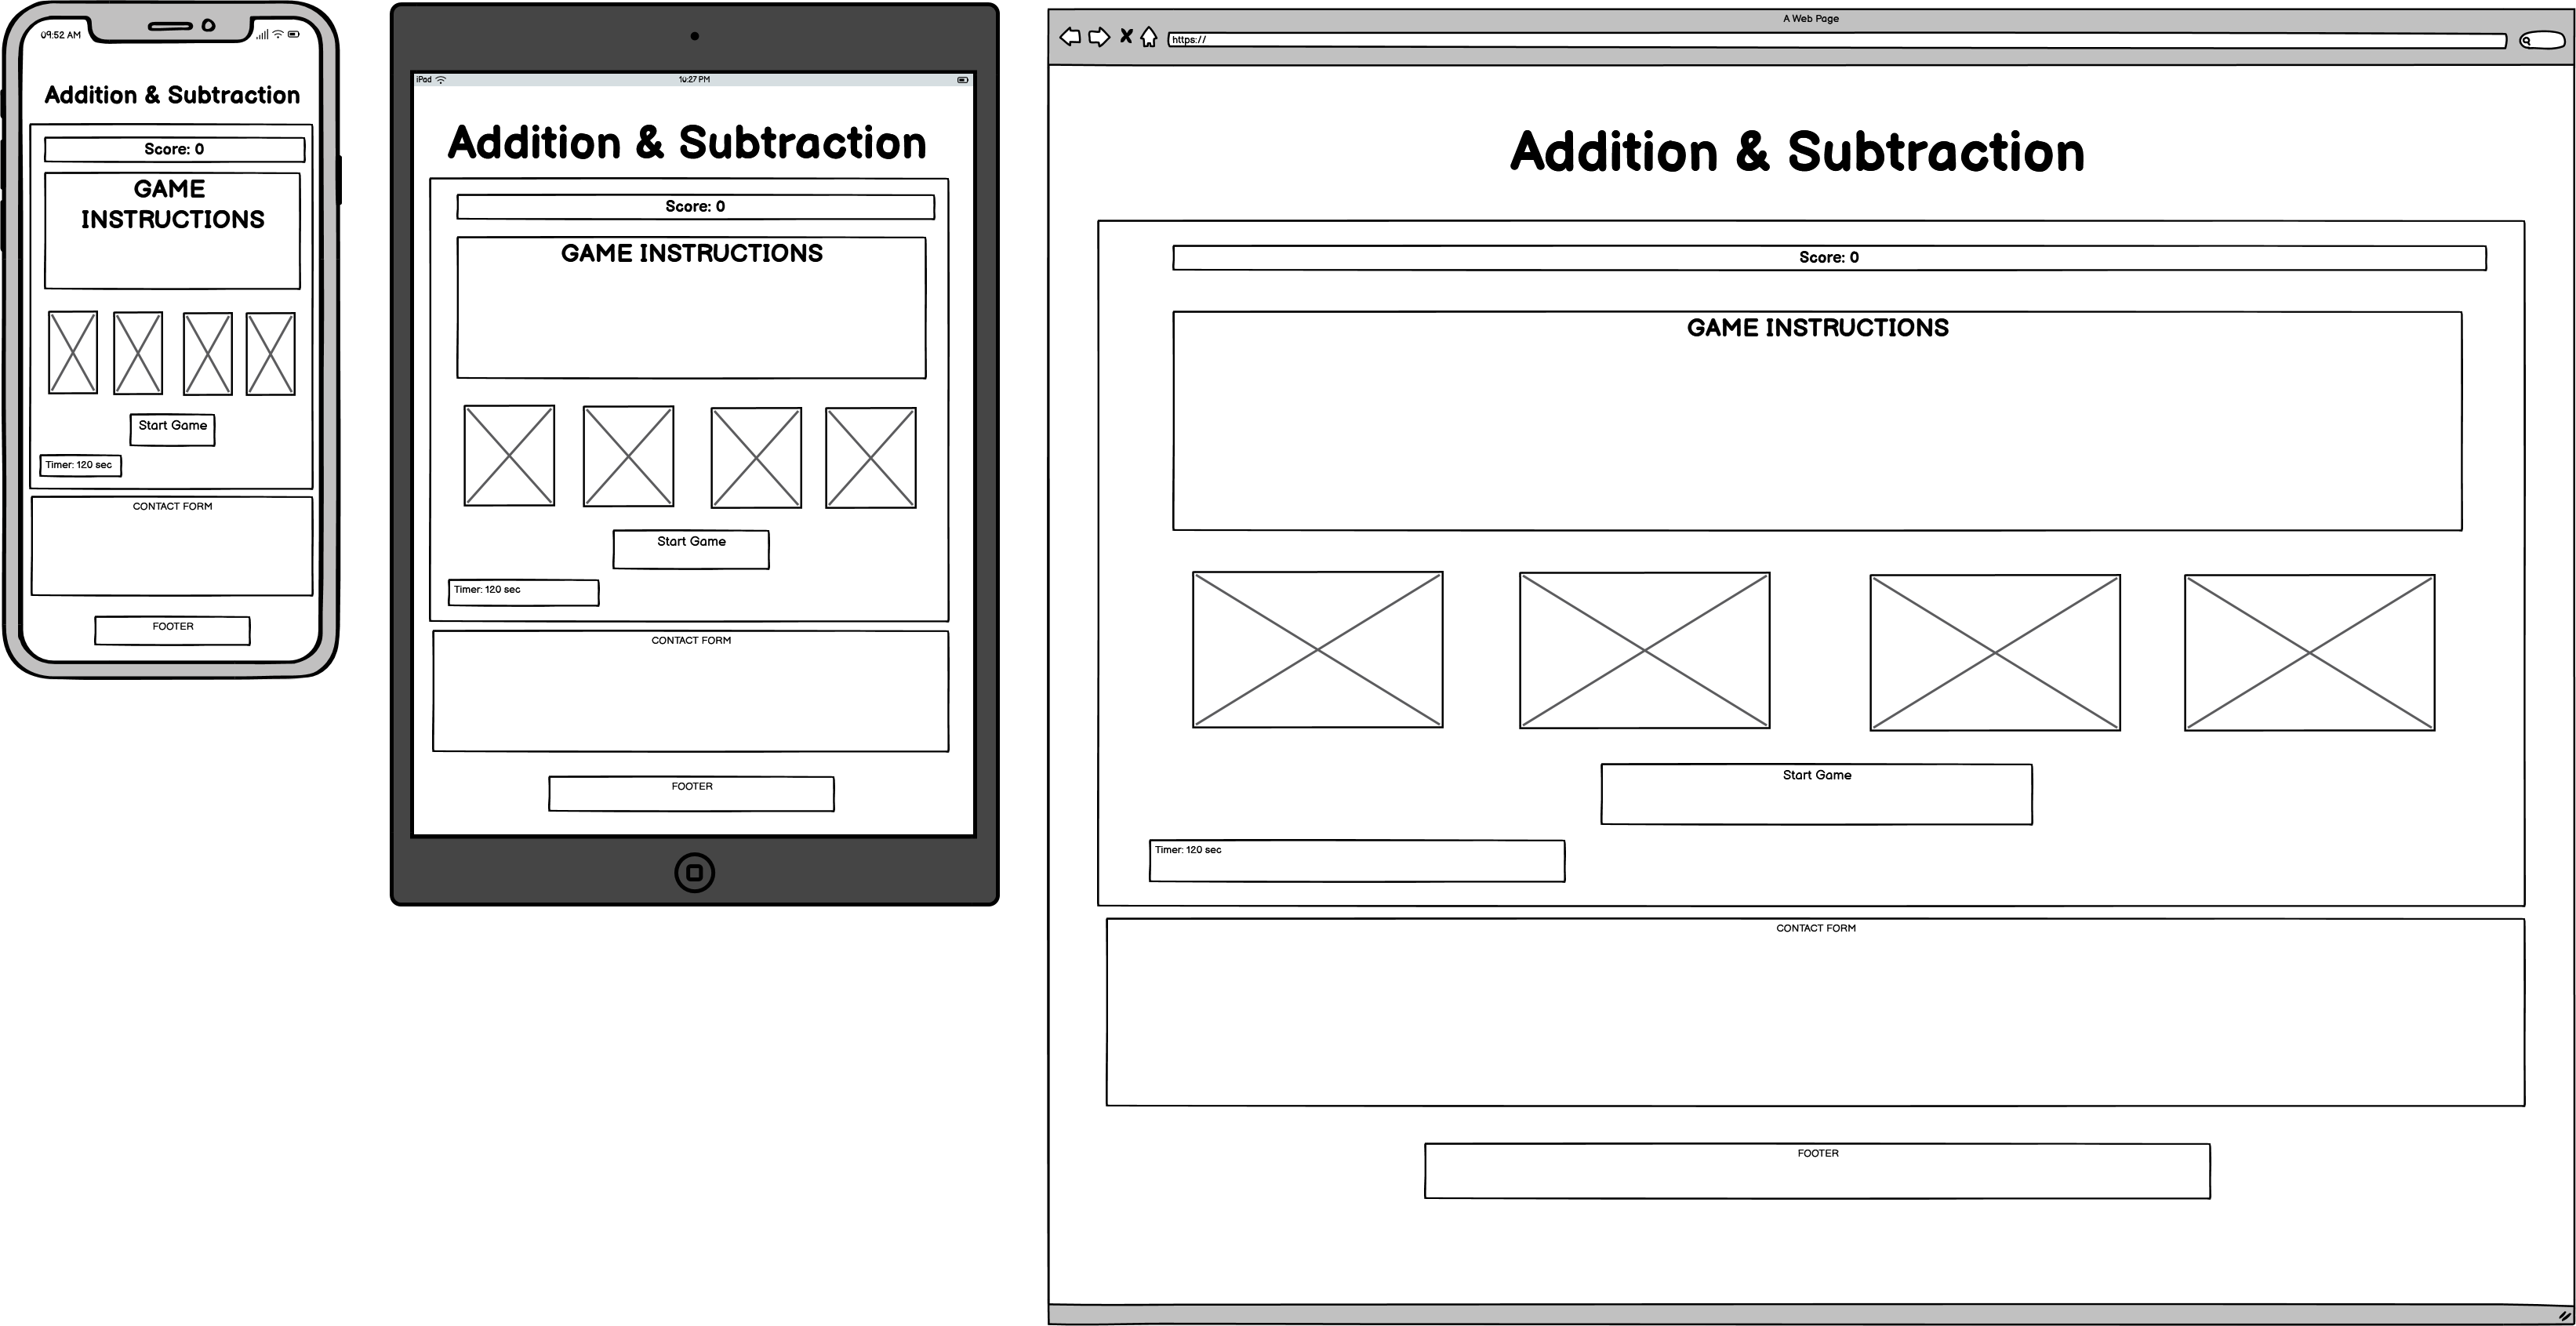 09:52 AM
Addition & Subtraction
Score: 0
GAME
INSTRUCTIONS
Start Game
Timer: 120 sec
CONTACT FORM
FOOTER
iPad
10:27 PM
Addition & Subtraction
Score: 0
GAME INSTRUCTIONS
Start Game
Timer: 120 sec
CONTACT FORM
FOOTER
A Web Page
https://
Addition & Subtraction
Score: 0
GAME INSTRUCTIONS
Start Game
Timer: 120 sec
CONTACT FORM
FOOTER